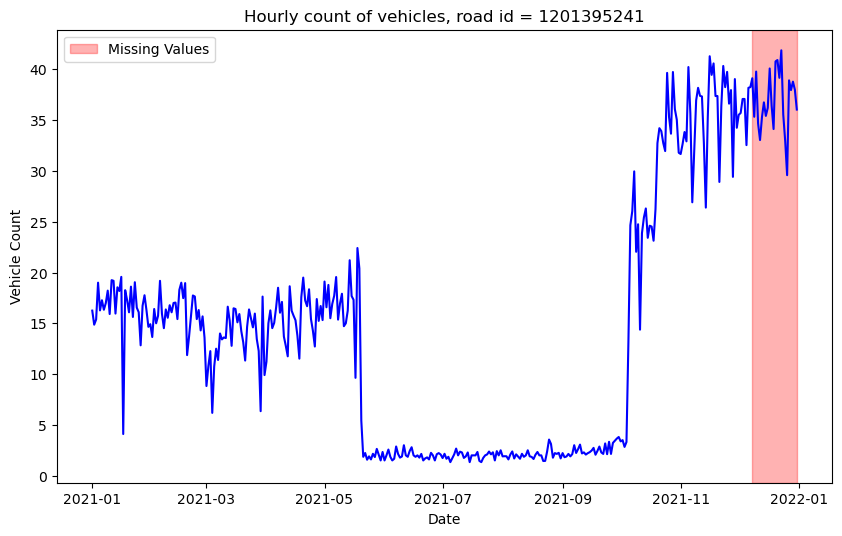 Hourly count of vehicles, road id = 1201395241
Missing Values
Vehicle Count
40
35
30
25
20
15
10
5
0
2021-01 2021-03 2021-05 2021-07 2021-09 2021-11 2022-01
Date